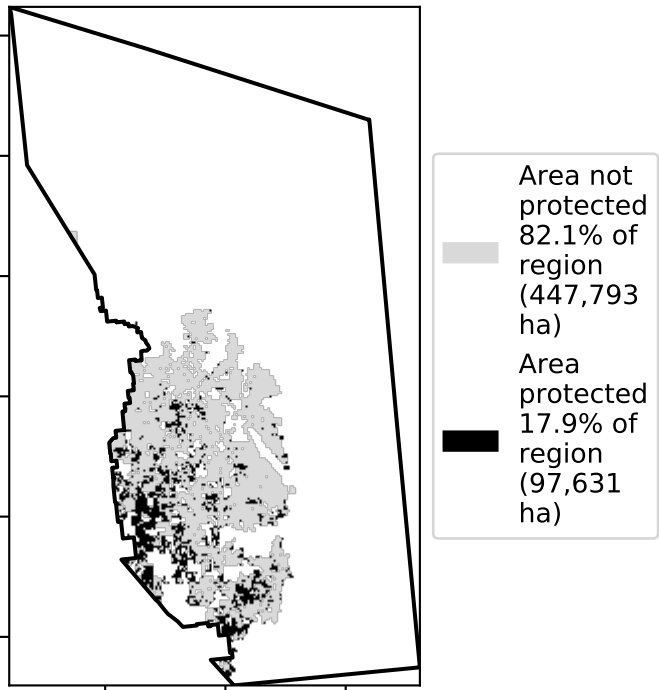 Area not
protected
82.1% of
region
(447,793
ha)
Area
protected
17.9% of
region
(97,631
ha)